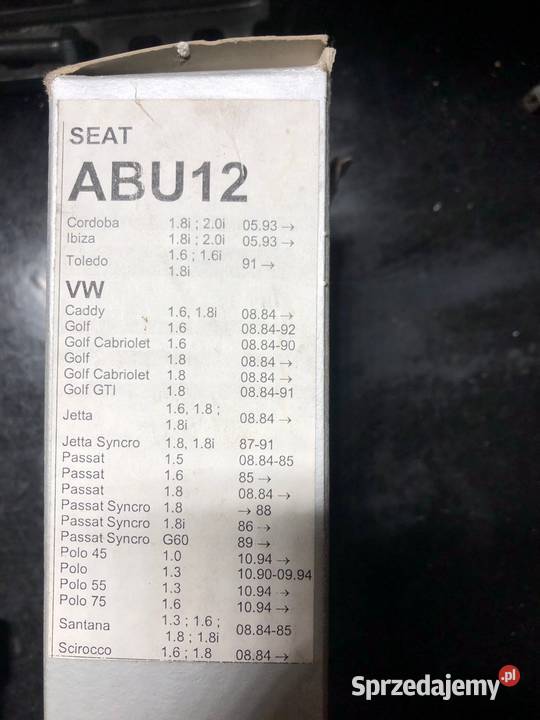 SEAT
ABU12
Cordoba 1.8i ; 2.0i 05.93 →
Ibiza 1.8i ; 2.0i 05.93 →
Toledo 1.6 ; 1.6i 91 →
1.8i
VW
Caddy 1.6, 1.8i 08.84 →
Golf 1.6 08.84-92
Golf Cabriolet 1.6 08.84-90
Golf 1.8 08.84 →
Golf Cabriolet 1.8 08.84 →
Golf GTI 1.8 08.84-91
Jetta 1.6, 1.8 ; 08.84 →
1.8i
Jetta Syncro 1.8, 1.8i 87-91
Passat 1.5 08.84-85
Passat 1.6 85 →
Passat 1.8 08.84 →
Passat Syncro 1.8 → 88
Passat Syncro 1.8i 86 →
Passat Syncro G60 89 →
Polo 45 1.0 10.94 →
Polo 1.3 10.90-09.94
Polo 55 1.3 10.94 →
Polo 75 1.6 10.94 →
Santana 1.3 ; 1.6 ; 08.84-85
1.8 ; 1.8i
Scirocco 1.6 ; 1.8 08.84 →
Sprzedajemy.pl